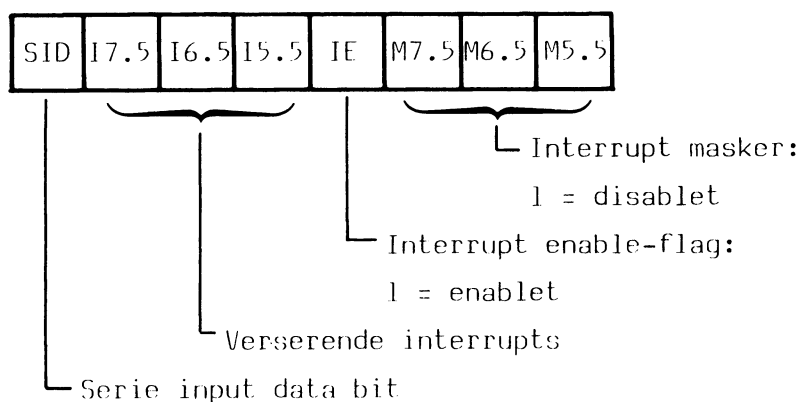 SID I7.5 I6.5 I5.5 IE M7.5 M6.5 M5.5
Interrupt masker:
1 = disablet
Interrupt enable-flag:
1 = enablet
Verserende interrupts
Serie input data bit